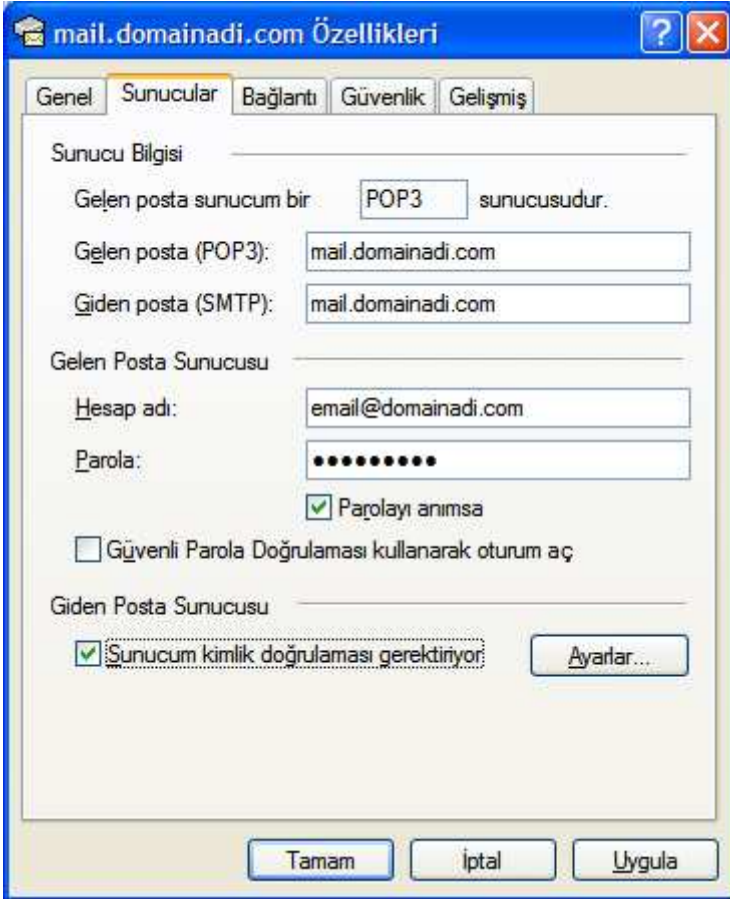 mail.domainadi.com Özellikleri
Genel Sunucular Bağlantı Güvenlik Gelişmiş
Sunucu Bilgisi
Gelen posta sunucum bir POP3 sunucusudur.
Gelen posta (POP3): mail.domainadi.com
Giden posta (SMTP): mail.domainadi.com
Gelen Posta Sunucusu
Hesap adı: email@domainadi.com
Parola: ●●●●●●●●●
Parolayı anımsa
Güvenli Parola Doğrulaması kullanarak oturum aç
Giden Posta Sunucusu
Sunucum kimlik doğrulaması gerektiriyor Ayarlar...
Tamam İptal Uygula